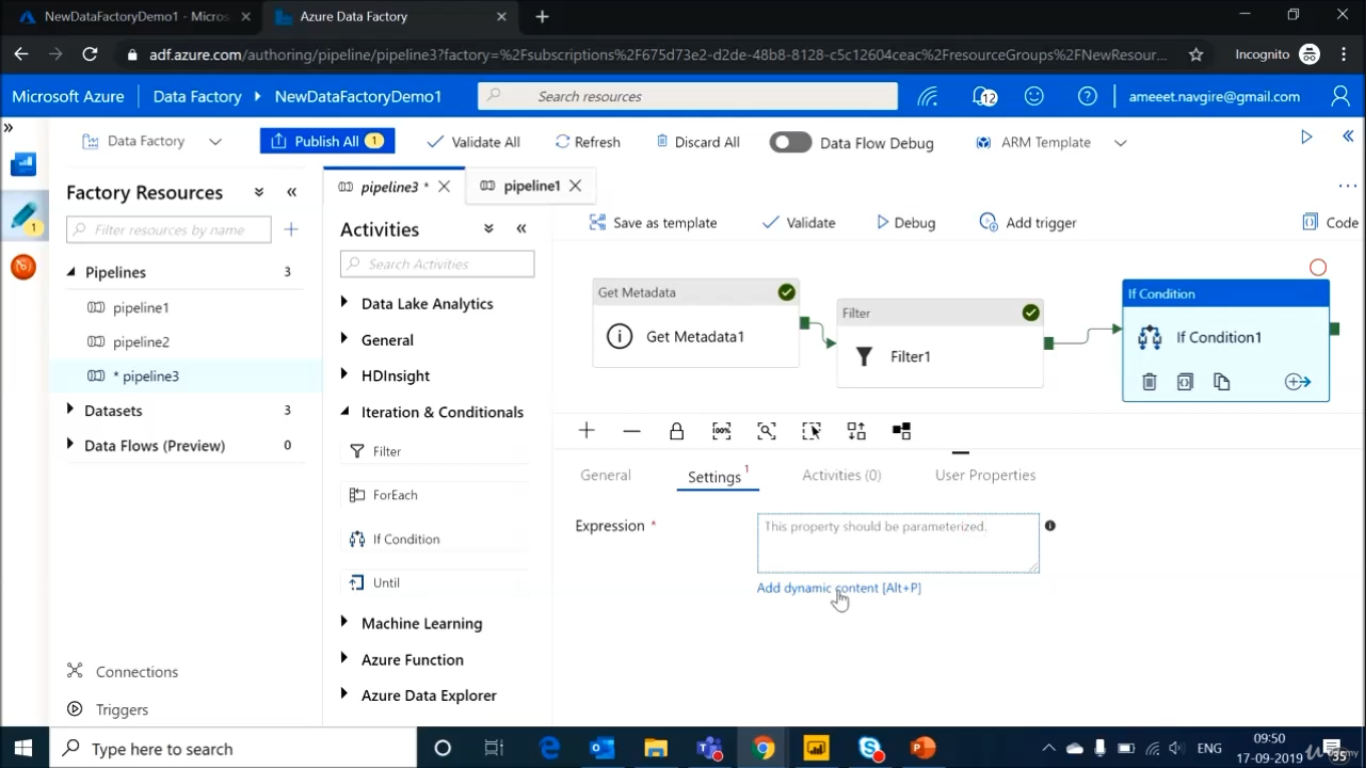 NewDataFactoryDemo1 - Micros
Azure Data Factory
adf.azure.com/authoring/pipeline/pipeline3?factory=%2Fsubscriptions%2F675d73e2-d2de-48b8-8128-c5c12604ceac%2FresourceGroups%2FNewResour...
Incognito
Microsoft Azure
Data Factory
NewDataFactoryDemo1
Search resources
12
ameeet.navgire@gmail.com
Data Factory
Publish All 1
Validate All
Refresh
Discard All
Data Flow Debug
ARM Template
1
Factory Resources
Filter resources by name
Pipelines 3
pipeline1
pipeline2
* pipeline3
Datasets 3
Data Flows (Preview) 0
Connections
Triggers
pipeline3 *
pipeline1
Activities
Search Activities
Data Lake Analytics
General
HDInsight
Iteration & Conditionals
Filter
ForEach
If Condition
Until
Machine Learning
Azure Function
Azure Data Explorer
Save as template
Validate
Debug
Add trigger
Code
Get Metadata
Get Metadata1
Filter
Filter1
If Condition
If Condition1
100%
General
Settings 1
Activities (0)
User Properties
Expression *
This property should be parameterized.
Add dynamic content [Alt+P]
Type here to search
ENG
09:50
17-09-2019
35